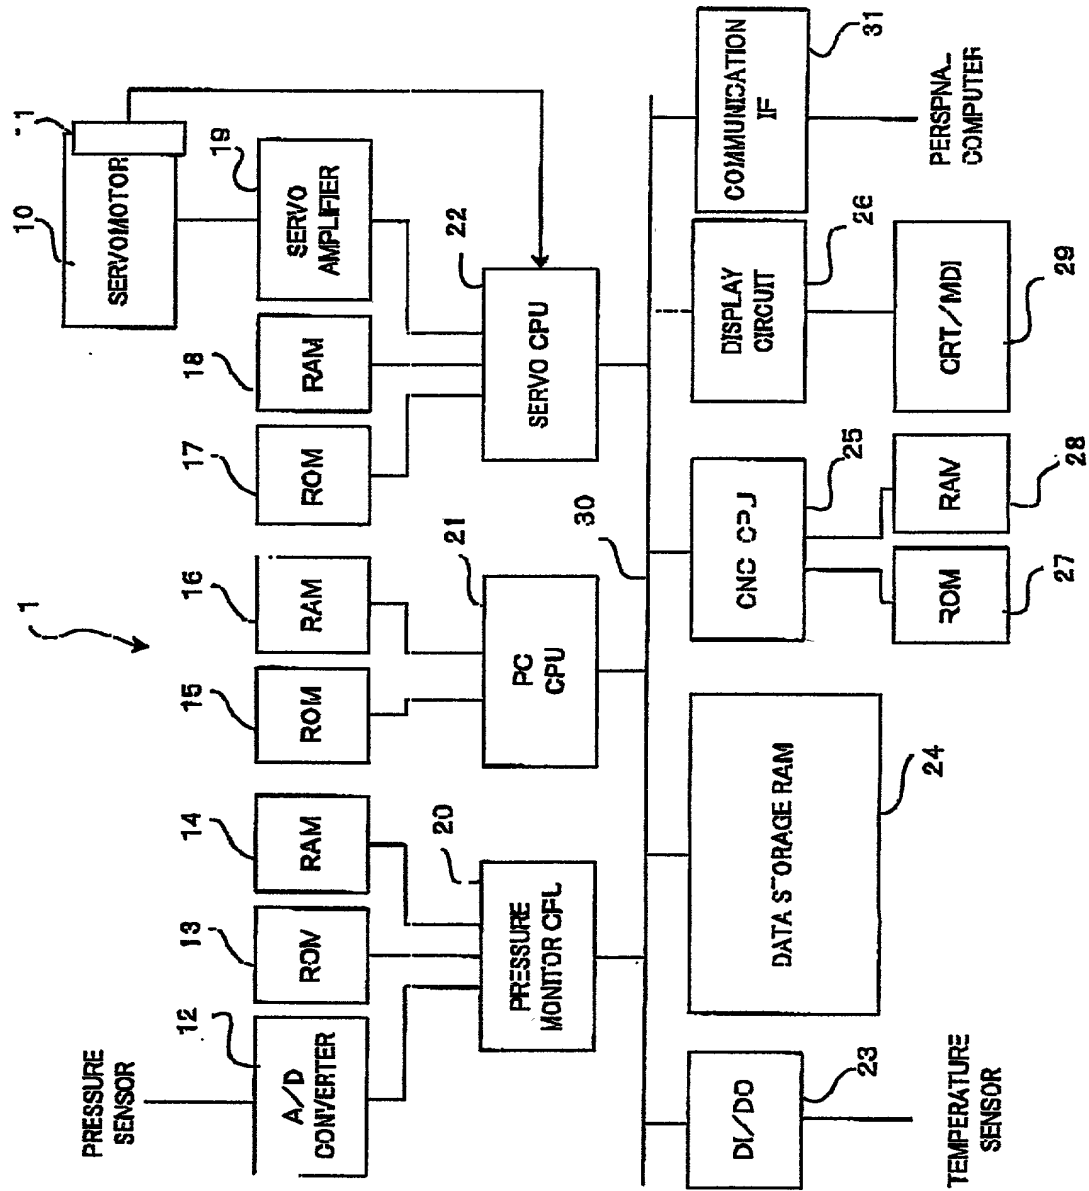 1
PRESSURE
SENSOR
12
A/D
CONVERTER
13
RON
14
RAM
15
ROM
16
RAM
17
ROM
18
RAM
19
SERVO
AMPLIFIER
10
SERVOMOTOR
20
PRESSURE
MONITOR
21
PC
CPU
22
SERVO CPU
30
DI/DO
23
TEMPERATURE
SENSOR
DATA STORAGE RAM
24
CNC
25
ROM
27
28
DISPLAY
CIRCUIT
26
CRT/MDI
29
COMMUNICATION
IF
31
COMPUTER